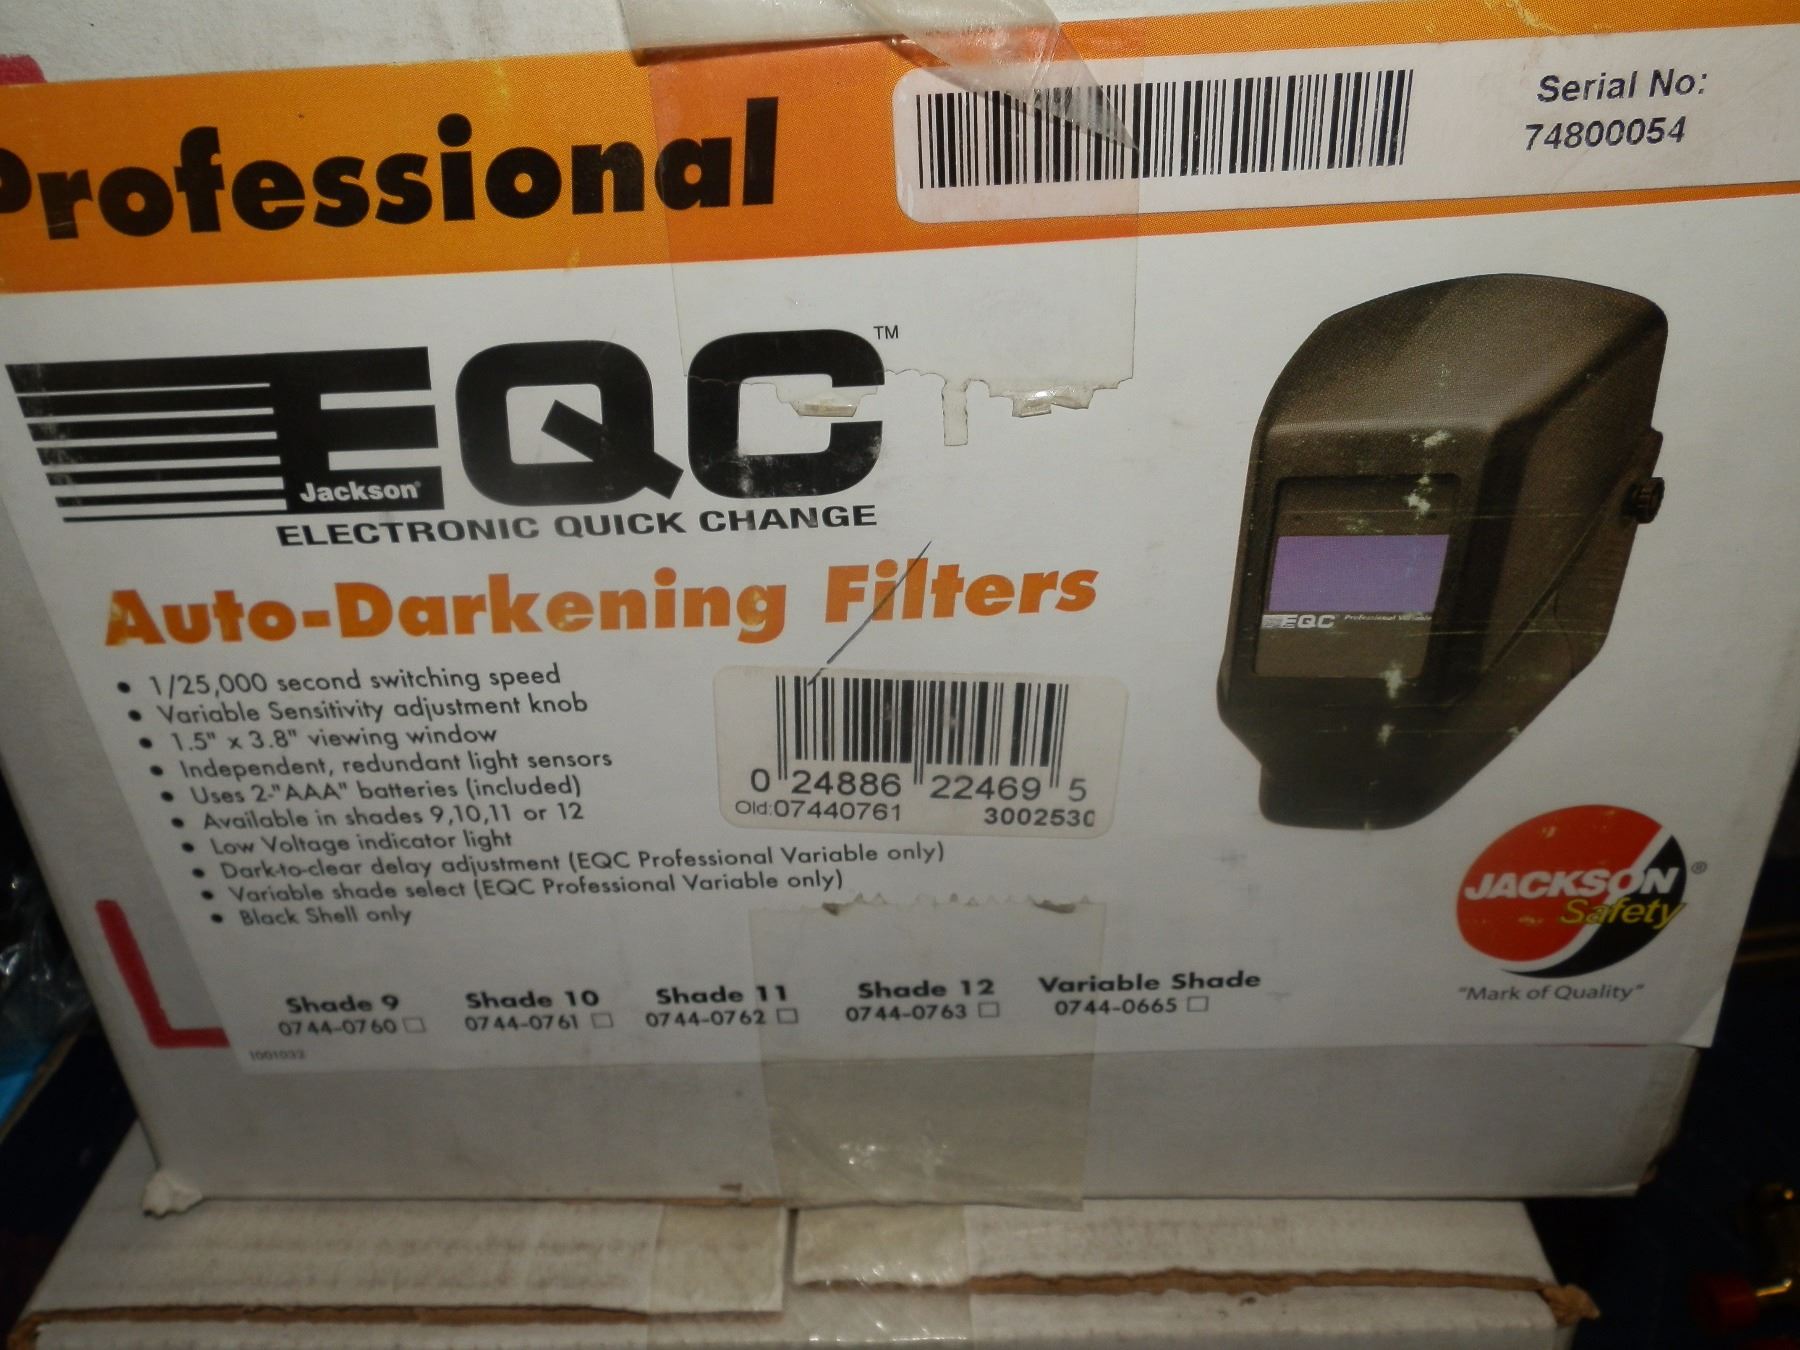 Professional
Serial No:
74800054
EQC™
Jackson®
ELECTRONIC QUICK CHANGE
Auto-Darkening Filters
• 1/25,000 second switching speed
• Variable Sensitivity adjustment knob
• 1.5" x 3.8" viewing window
• Independent, redundant light sensors
• Uses 2-"AAA" batteries (included)
• Available in shades 9,10,11 or 12
• Low Voltage indicator light
• Dark-to-clear delay adjustment (EQC Professional Variable only)
• Variable shade select (EQC Professional Variable only)
• Black Shell only
0 24886 22469 5
Old:07440761 3002530
EQC Professional Variable
JACKSON®
Safety
"Mark of Quality"
Shade 9 Shade 10 Shade 11 Shade 12 Variable Shade
0744-0760 0744-0761 0744-0762 0744-0763 0744-0665
1001032